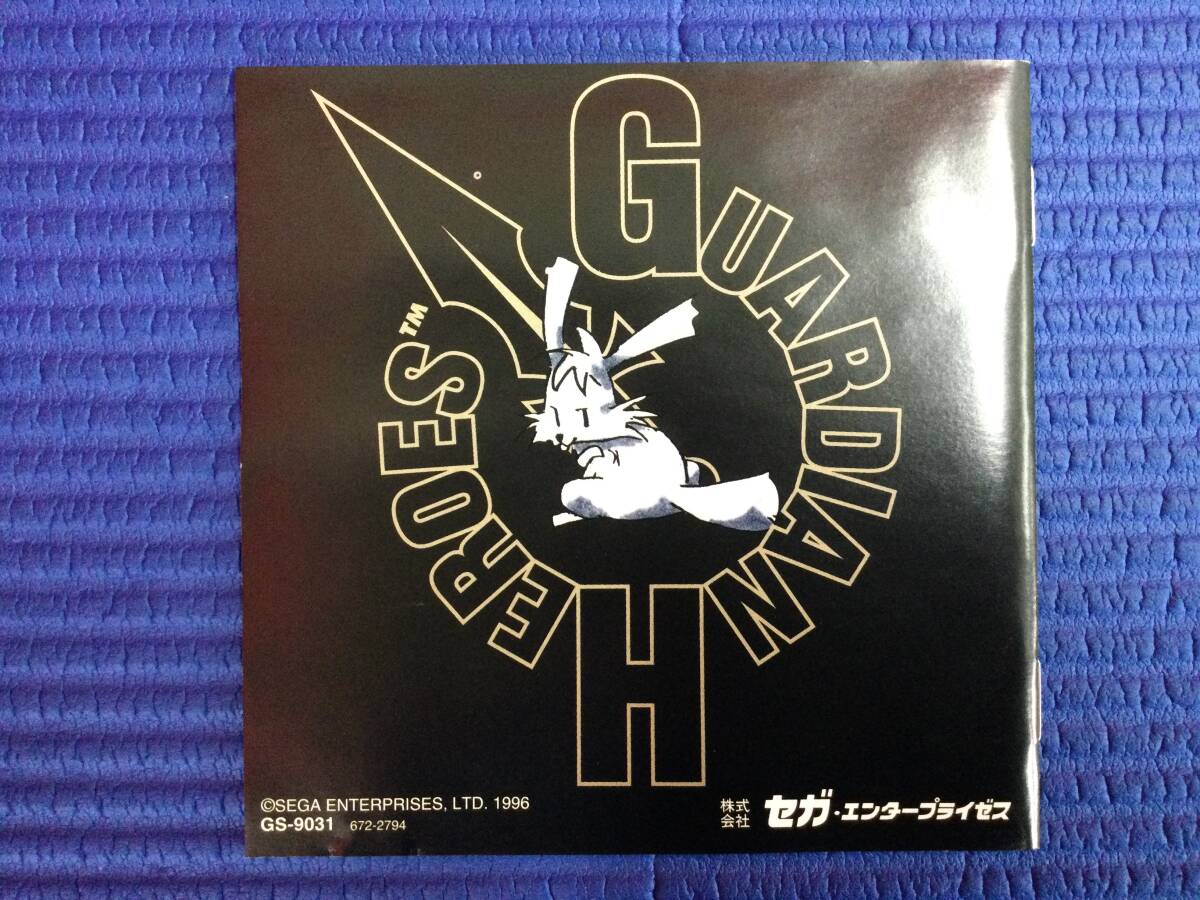 GUARDIAN
HEROES™
©SEGA ENTERPRISES, LTD. 1996
GS-9031 672-2794
株式会社 セガ・エンタープライゼス